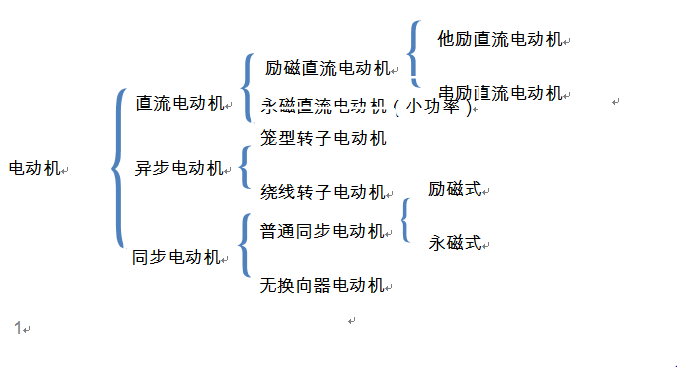 他励直流电动机
励磁直流电动机
串励直流电动机
直流电动机
永磁直流电动机（小功率）
笼型转子电动机
电动机
异步电动机
绕线转子电动机
励磁式
普通同步电动机
永磁式
同步电动机
无换向器电动机
1